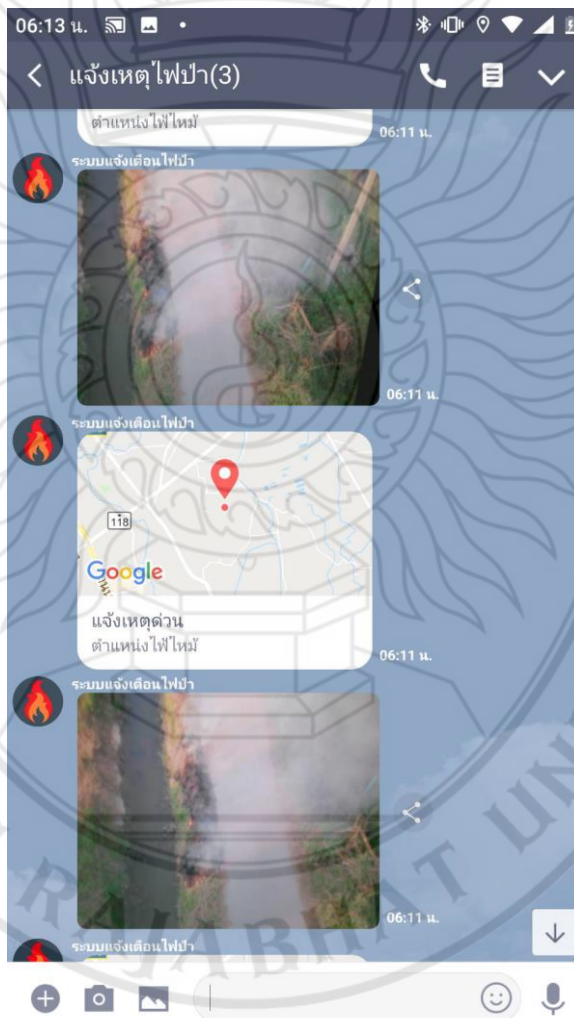 06:13 น.
แจ้งเหตุไฟป่า(3)
ตำแหน่งไฟไหม้
06:11 น.
ระบบแจ้งเตือนไฟป่า
06:11 น.
ระบบแจ้งเตือนไฟป่า
118
Google
แจ้งเหตุด่วน
ตำแหน่งไฟไหม้
06:11 น.
ระบบแจ้งเตือนไฟป่า
06:11 น.
ระบบแจ้งเตือนไฟป่า
RAJABHAT UN